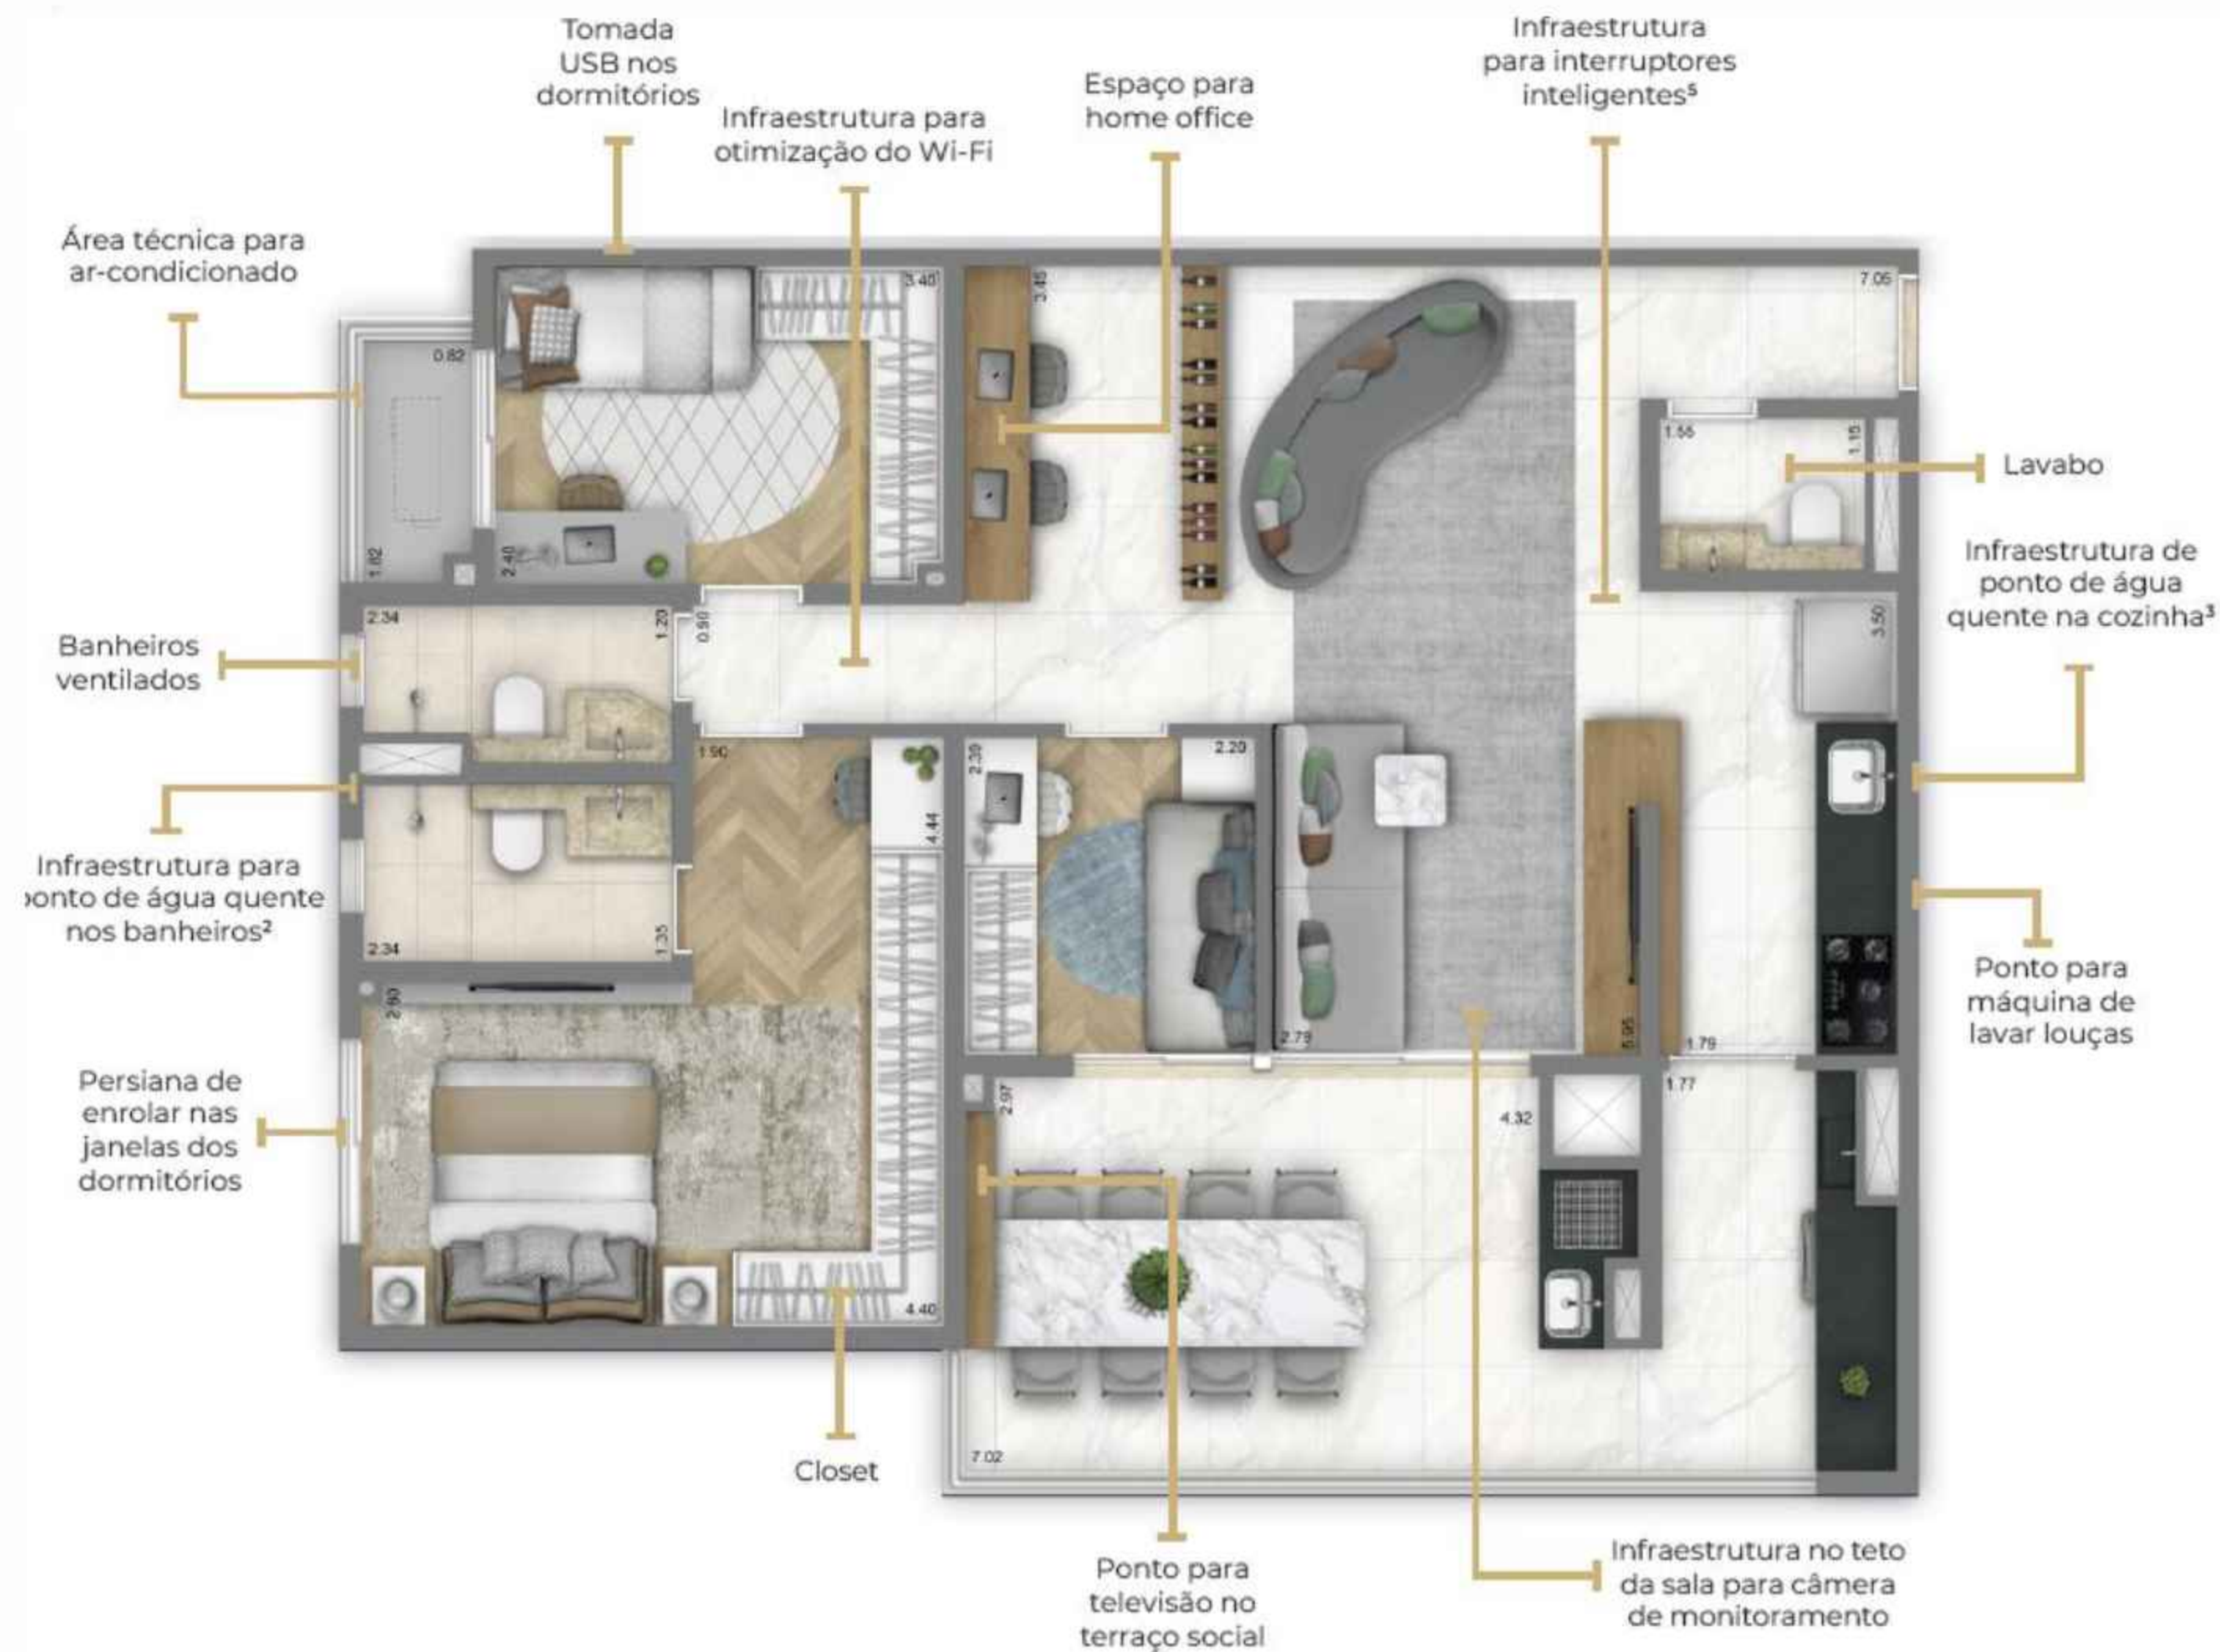 Tomada
USB nos
dormitórios
Infraestrutura para
otimização do Wi-Fi
Espaço para
home office
Infraestrutura
para interruptores
inteligentes⁵
Área técnica para
ar-condicionado
Lavabo
Infraestrutura de
ponto de água
quente na cozinha³
Banheiros
ventilados
Infraestrutura para
ponto de água quente
nos banheiros²
Ponto para
máquina de
lavar louças
Persiana de
enrolar nas
janelas dos
dormitórios
Closet
Ponto para
televisão no
terraço social
Infraestrutura no teto
da sala para câmera
de monitoramento
3.40
3.45
7.05
0.82
1.82
2.40
1.55
1.15
2.34
1.20
0.90
3.50
1.90
2.39
2.20
4.44
2.34
1.35
2.80
2.79
5.95
1.79
2.97
4.32
1.77
4.40
7.02